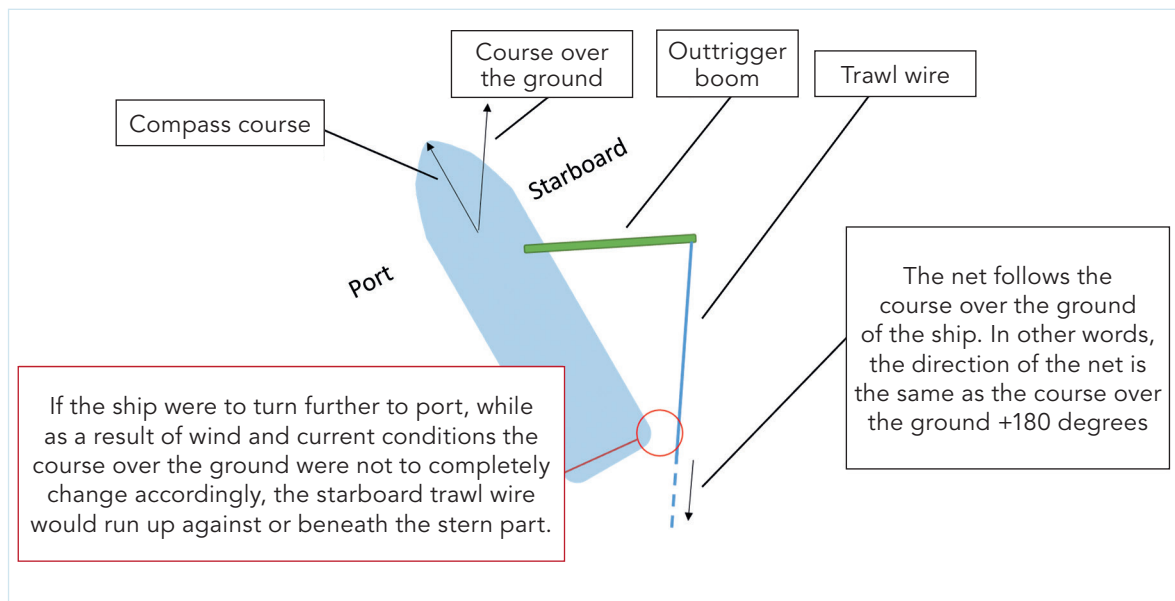 Course over
the ground
Outtrigger
boom
Trawl wire
Compass course
Starboard
Port
The net follows the
course over the ground
of the ship. In other words,
the direction of the net is
the same as the course over
the ground +180 degrees
If the ship were to turn further to port, while
as a result of wind and current conditions the
course over the ground were not to completely
change accordingly, the starboard trawl wire
would run up against or beneath the stern part.